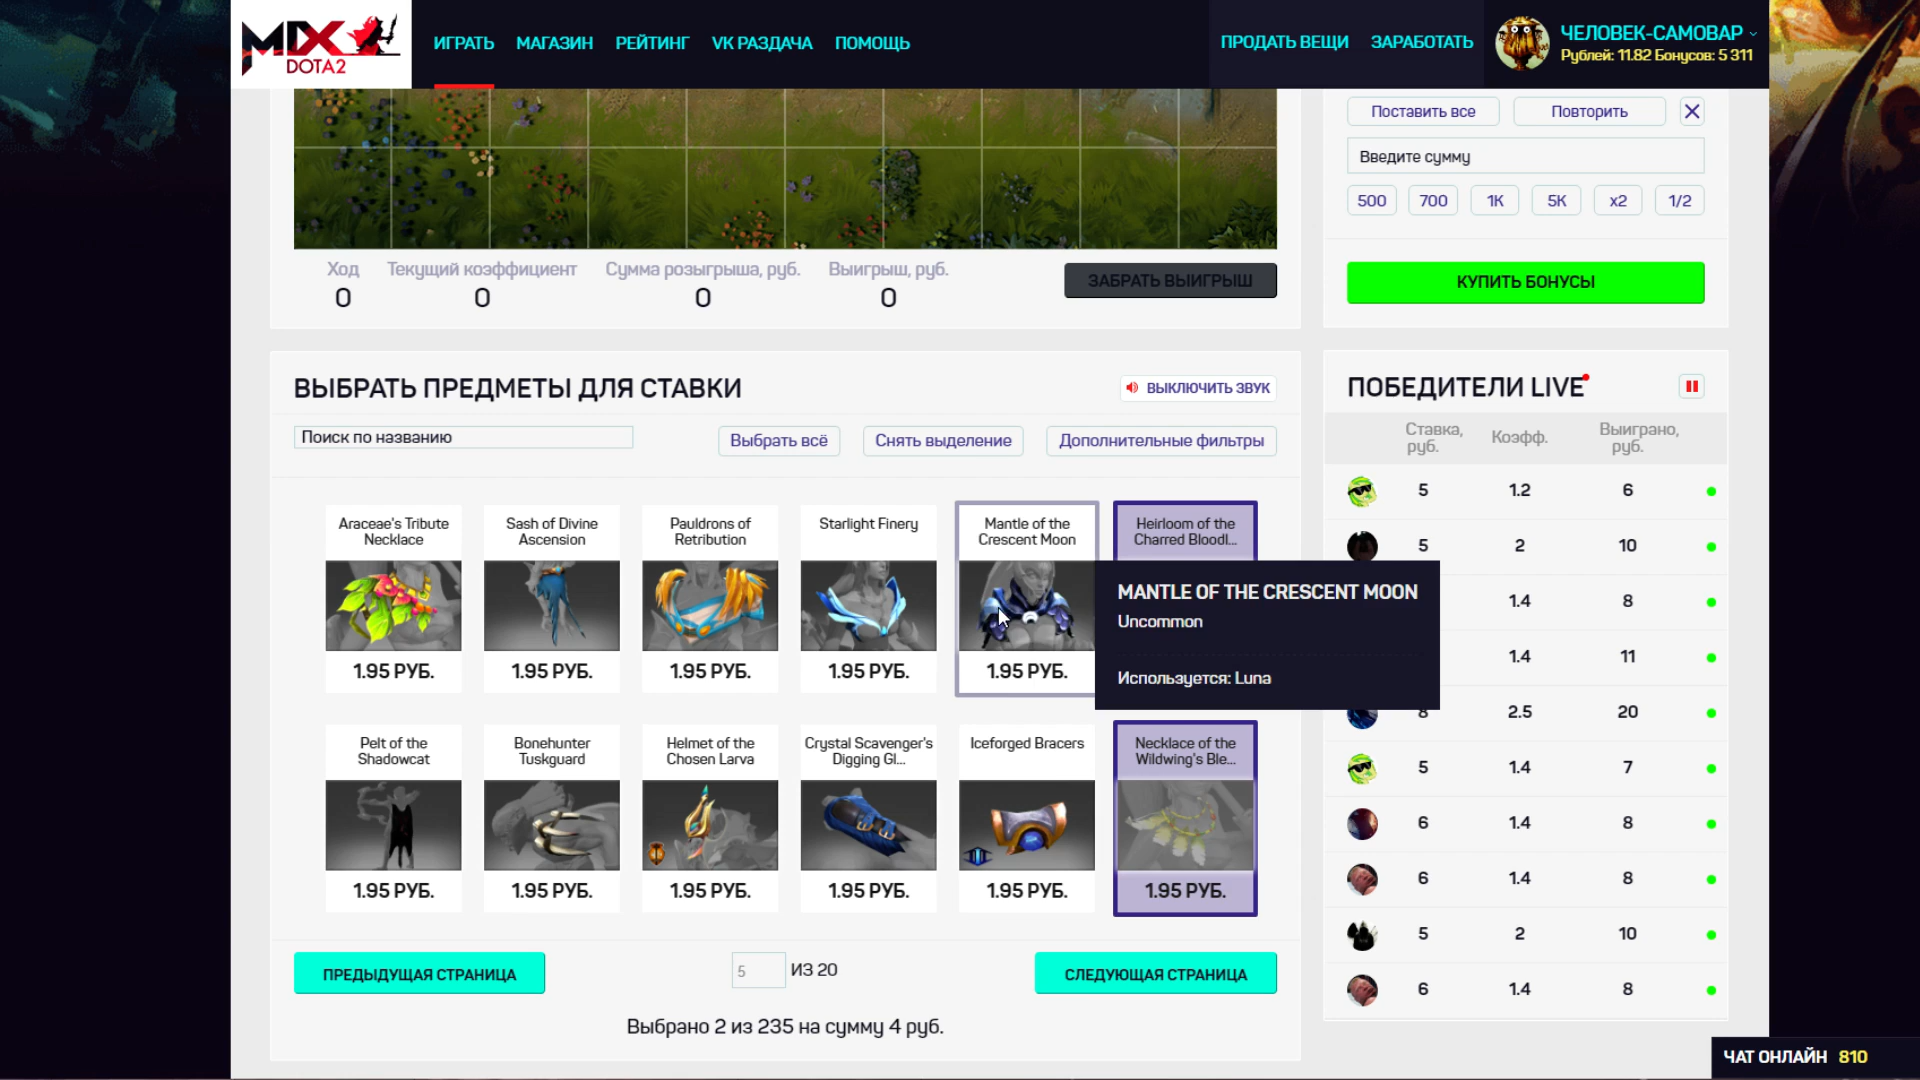 MIX
DOTA2
ИГРАТЬ
МАГАЗИН
РЕЙТИНГ
VK РАЗДАЧА
ПОМОЩЬ
ПРОДАТЬ ВЕЩИ
ЗАРАБОТАТЬ
ЧЕЛОВЕК-САМОВАР
Рублей: 11.82 Бонусов: 5 311
Поставить все
Повторить
Введите сумму
500
700
1К
5К
x2
1/2
КУПИТЬ БОНУСЫ
Ход
0
Текущий коэффициент
0
Сумма розыгрыша, руб.
0
Выигрыш, руб.
0
ЗАБРАТЬ ВЫИГРЫШ
ВЫБРАТЬ ПРЕДМЕТЫ ДЛЯ СТАВКИ
ВЫКЛЮЧИТЬ ЗВУК
Поиск по названию
Выбрать всё
Снять выделение
Дополнительные фильтры
Araceae's Tribute
Necklace
1.95 РУБ.
Sash of Divine
Ascension
1.95 РУБ.
Pauldrons of
Retribution
1.95 РУБ.
Starlight Finery
1.95 РУБ.
Mantle of the
Crescent Moon
1.95 РУБ.
Heirloom of the
Charred Bloodl...
MANTLE OF THE CRESCENT MOON
Uncommon
Используется: Luna
Pelt of the
Shadowcat
1.95 РУБ.
Bonehunter
Tuskguard
1.95 РУБ.
Helmet of the
Chosen Larva
1.95 РУБ.
Crystal Scavenger's
Digging Gl...
1.95 РУБ.
Iceforged Bracers
1.95 РУБ.
Necklace of the
Wildwing's Ble...
1.95 РУБ.
ПРЕДЫДУЩАЯ СТРАНИЦА
5 ИЗ 20
СЛЕДУЮЩАЯ СТРАНИЦА
Выбрано 2 из 235 на сумму 4 руб.
ПОБЕДИТЕЛИ LIVE
Ставка,
руб.
Коэфф.
Выиграно,
руб.
5 1.2 6
5 2 10
1.4 8
1.4 11
8 2.5 20
5 1.4 7
6 1.4 8
6 1.4 8
5 2 10
6 1.4 8
ЧАТ ОНЛАЙН 810